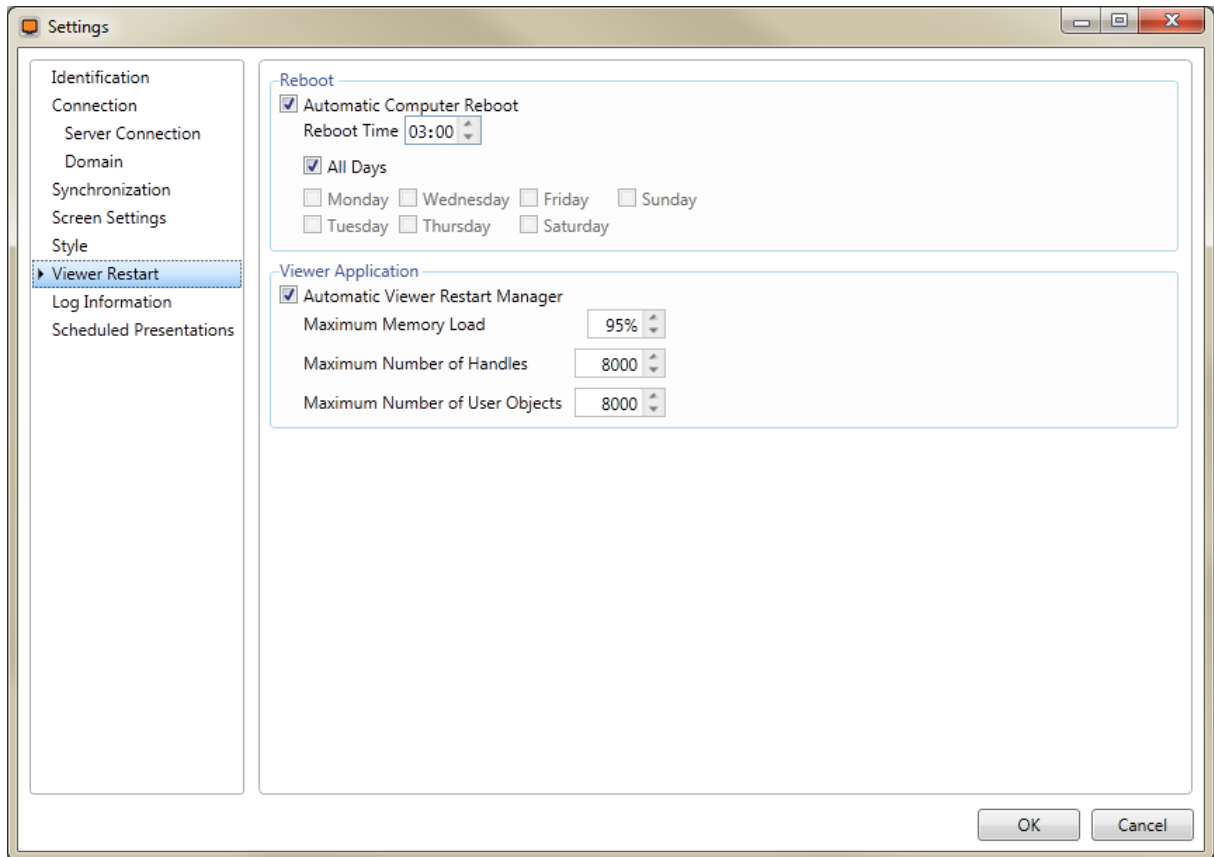 Settings
Identification
Connection
Server Connection
Domain
Synchronization
Screen Settings
Style
Viewer Restart
Log Information
Scheduled Presentations
Reboot
Automatic Computer Reboot
Reboot Time 03:00
All Days
Monday Wednesday Friday Sunday
Tuesday Thursday Saturday
Viewer Application
Automatic Viewer Restart Manager
Maximum Memory Load 95%
Maximum Number of Handles 8000
Maximum Number of User Objects 8000
OK Cancel